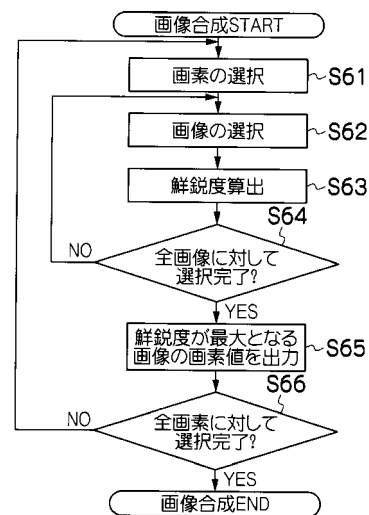 画像合成START
画素の選択
S61
画像の選択
S62
鮮鋭度算出
S63
S64
全画像に対して
選択完了?
NO
YES
鮮鋭度が最大となる
画像の画素値を出力
S65
S66
全画素に対して
選択完了?
NO
YES
画像合成END